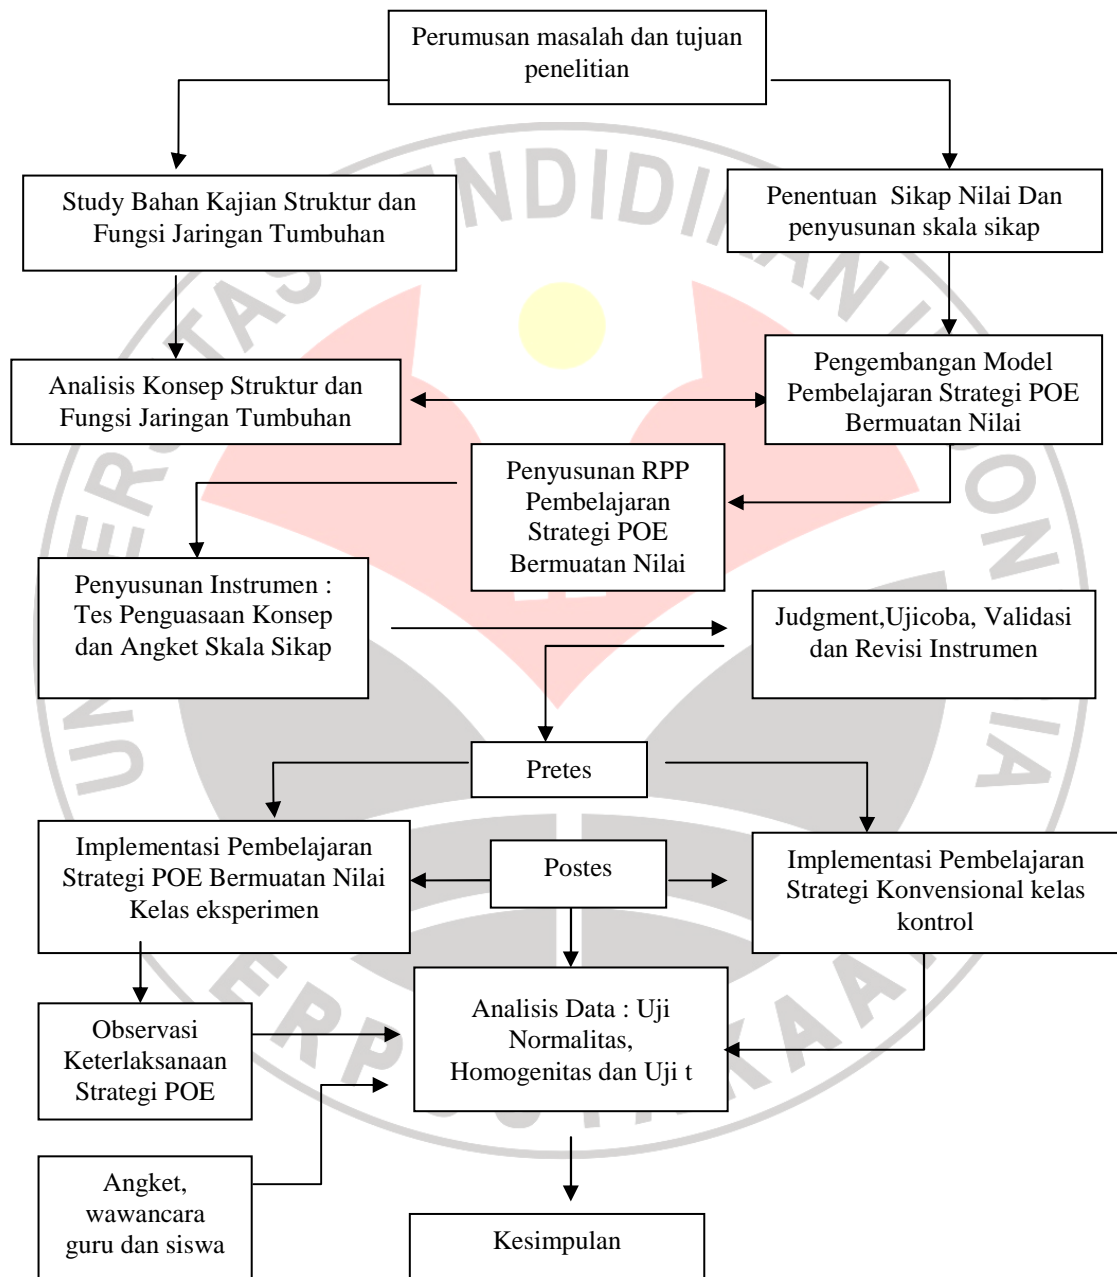 Perumusan masalah dan tujuan
penelitian
Study Bahan Kajian Struktur dan
Fungsi Jaringan Tumbuhan
Penentuan Sikap Nilai Dan
penyusunan skala sikap
Analisis Konsep Struktur dan
Fungsi Jaringan Tumbuhan
Pengembangan Model
Pembelajaran Strategi POE
Bermuatan Nilai
Penyusunan RPP
Pembelajaran
Strategi POE
Bermuatan Nilai
Penyusunan Instrumen :
Tes Penguasaan Konsep
dan Angket Skala Sikap
Judgment,Ujicoba, Validasi
dan Revisi Instrumen
Pretes
Implementasi Pembelajaran
Strategi POE Bermuatan Nilai
Kelas eksperimen
Postes
Implementasi Pembelajaran
Strategi Konvensional kelas
kontrol
Observasi
Keterlaksanaan
Strategi POE
Analisis Data : Uji
Normalitas,
Homogenitas dan Uji t
Angket,
wawancara
guru dan siswa
Kesimpulan